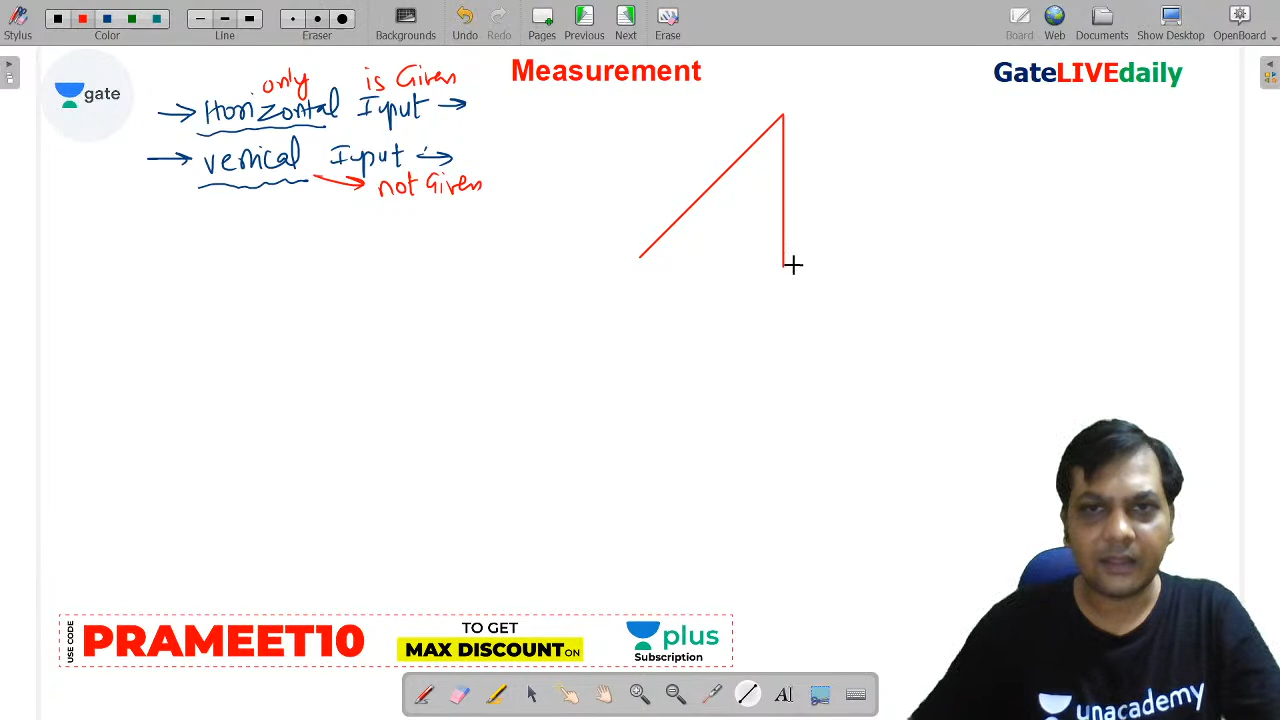 Stylus Color Line Eraser Backgrounds Undo Redo Pages Previous Next Erase Board Web Documents Show Desktop OpenBoard
Measurement
GateLIVEdaily
gate
only is Given
→ Horizontal Input →
→ vertical Input →
→ not Given
USE CODE
PRAMEET10
TO GET
MAX DISCOUNT ON
plus
Subscription
unacademy